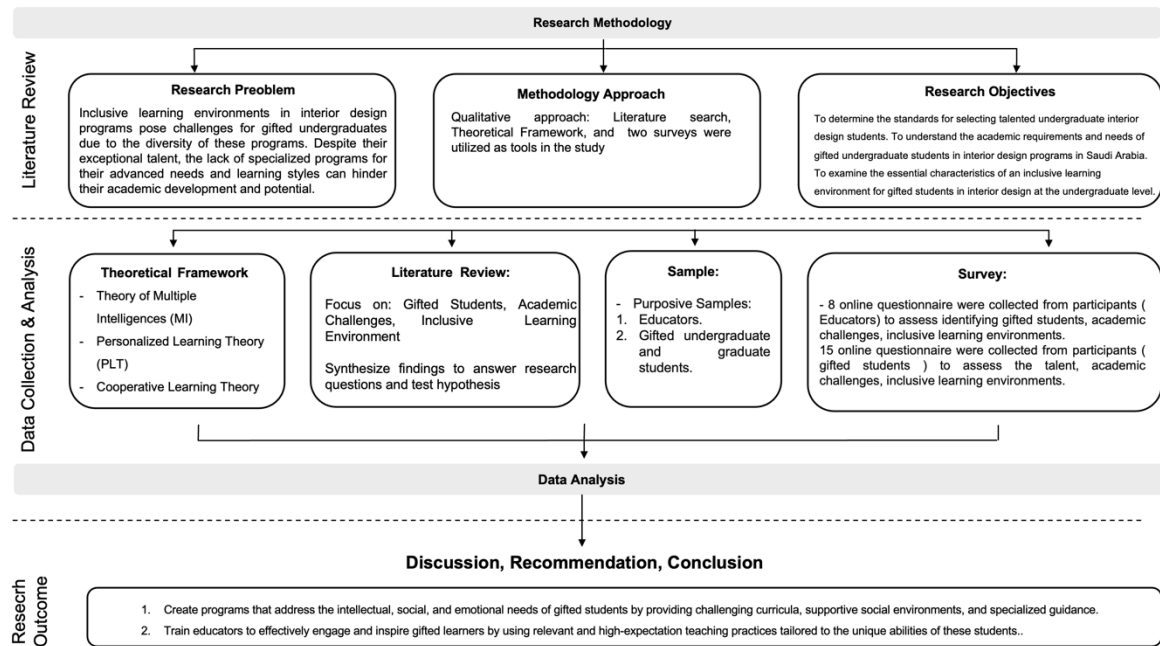 Research Methodology
Literature Review
Research Preoblem
Inclusive learning environments in interior design
programs pose challenges for gifted undergraduates
due to the diversity of these programs. Despite their
exceptional talent, the lack of specialized programs for
their advanced needs and learning styles can hinder
their academic development and potential.
Methodology Approach
Qualitative approach: Literature search,
Theoretical Framework, and two surveys were
utilized as tools in the study
Research Objectives
To determine the standards for selecting talented undergraduate interior
design students. To understand the academic requirements and needs of
gifted undergraduate students in interior design programs in Saudi Arabia.
To examine the essential characteristics of an inclusive learning
environment for gifted students in interior design at the undergraduate level.
Data Collection & Analysis
Theoretical Framework
- Theory of Multiple
Intelligences (MI)
- Personalized Learning Theory
(PLT)
- Cooperative Learning Theory
Literature Review:
Focus on: Gifted Students, Academic
Challenges, Inclusive Learning
Environment
Synthesize findings to answer research
questions and test hypothesis
Sample:
- Purposive Samples:
1. Educators.
2. Gifted undergraduate
and graduate
students.
Survey:
- 8 online questionnaire were collected from participants (
Educators) to assess identifying gifted students, academic
challenges, inclusive learning environments.
15 online questionnaire were collected from participants (
gifted students ) to assess the talent, academic
challenges, inclusive learning environments.
Data Analysis
Reserch
Outcome
Discussion, Recommendation, Conclusion
1. Create programs that address the intellectual, social, and emotional needs of gifted students by providing challenging curricula, supportive social environments, and specialized guidance.
2. Train educators to effectively engage and inspire gifted learners by using relevant and high-expectation teaching practices tailored to the unique abilities of these students..